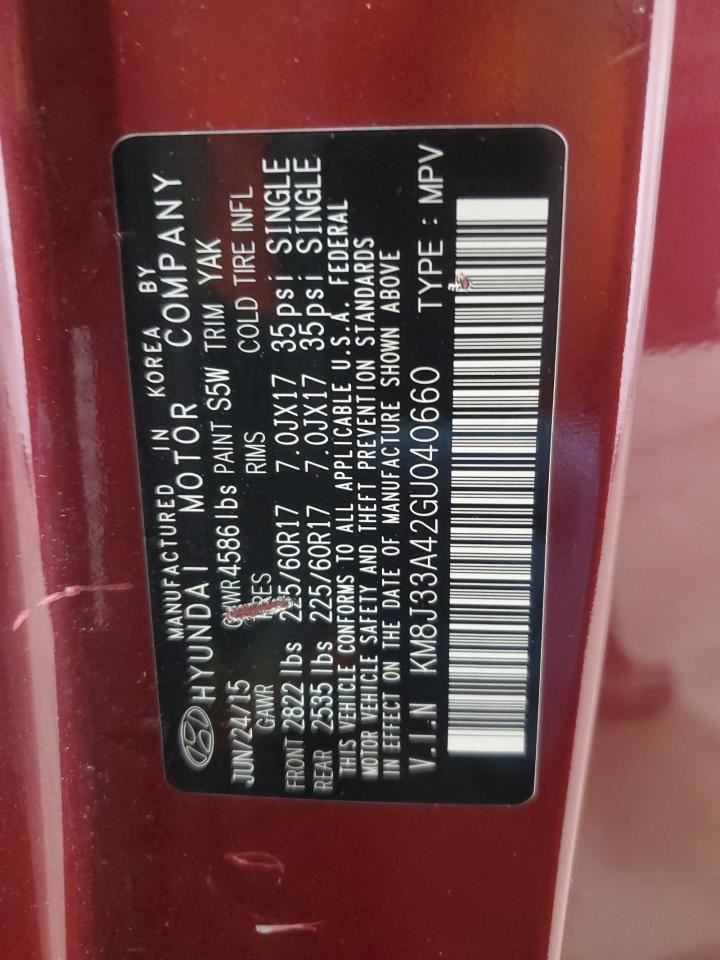 MANUFACTURED IN KOREA BY
HYUNDAI MOTOR COMPANY
JUN/24/15 GVWR 4586 lbs PAINT S5W TRIM YAK
GAWR TIRES RIMS COLD TIRE INFL
FRONT 2822 lbs 225/60R17 7.0JX17 35psi SINGLE
REAR 2535 lbs 225/60R17 7.0JX17 35psi SINGLE
THIS VEHICLE CONFORMS TO ALL APPLICABLE U.S.A. FEDERAL
MOTOR VEHICLE SAFETY AND THEFT PREVENTION STANDARDS
IN EFFECT ON THE DATE OF MANUFACTURE SHOWN ABOVE
V.I.N KM8J33A42GU040660 TYPE : MPV